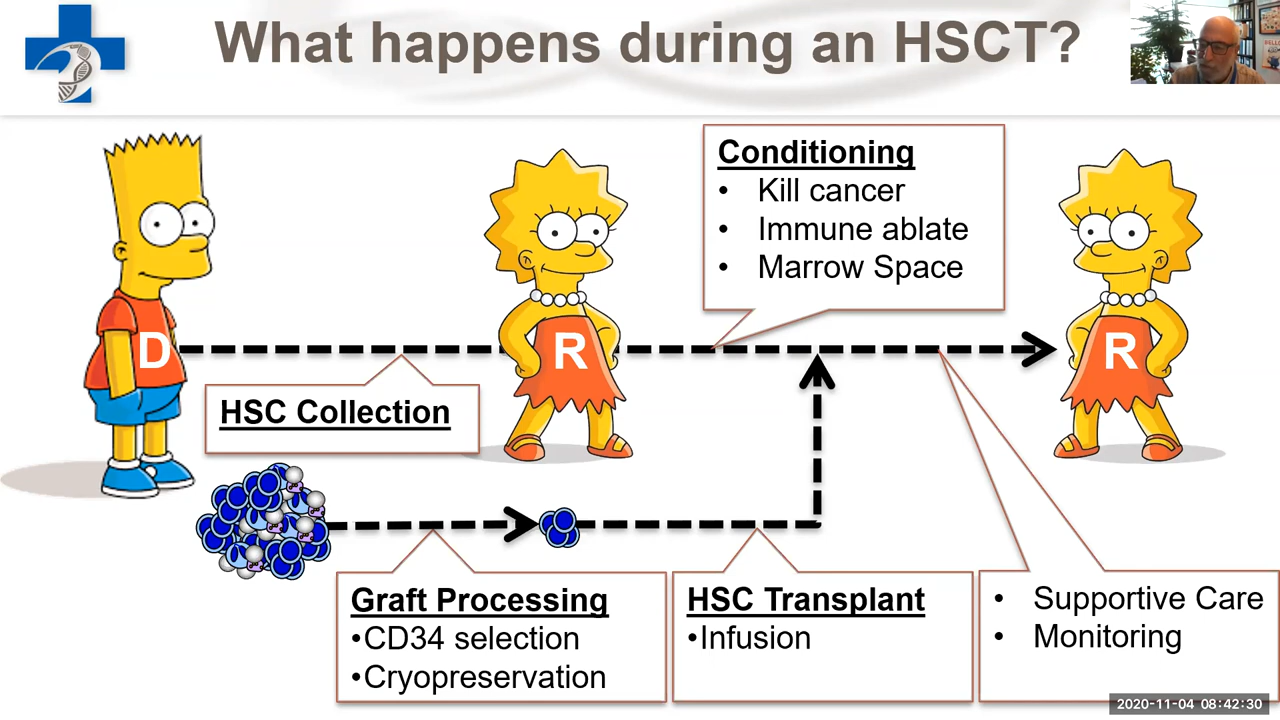 What happens during an HSCT?
Conditioning
• Kill cancer
• Immune ablate
• Marrow Space
D
R
R
HSC Collection
Graft Processing
•CD34 selection
•Cryopreservation
HSC Transplant
•Infusion
• Supportive Care
• Monitoring
2020-11-04 08:42:30